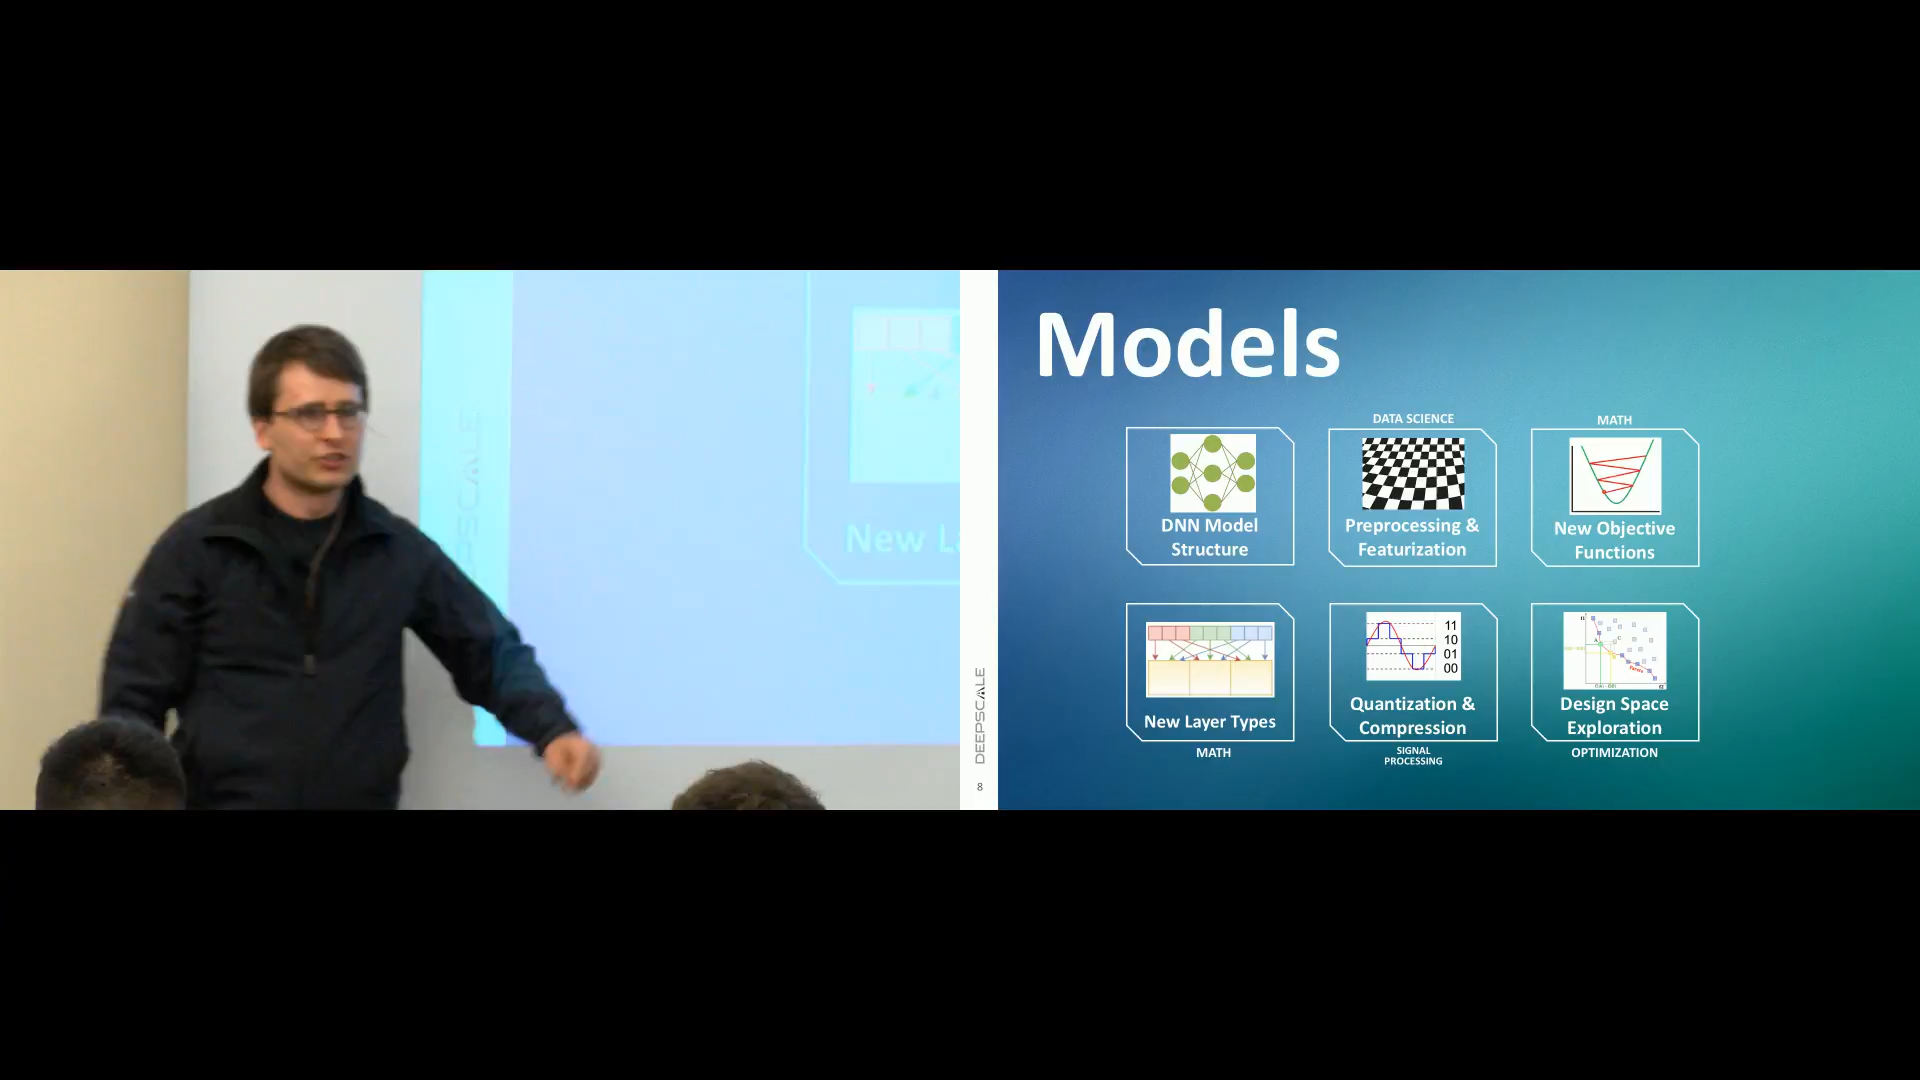 DEEPSCALE
New La
DEEPSCALE
8
Models
DNN Model
Structure
DATA SCIENCE
Preprocessing &
Featurization
MATH
New Objective
Functions
New Layer Types
MATH
11
10
01
00
Quantization &
Compression
SIGNAL
PROCESSING
Design Space
Exploration
OPTIMIZATION